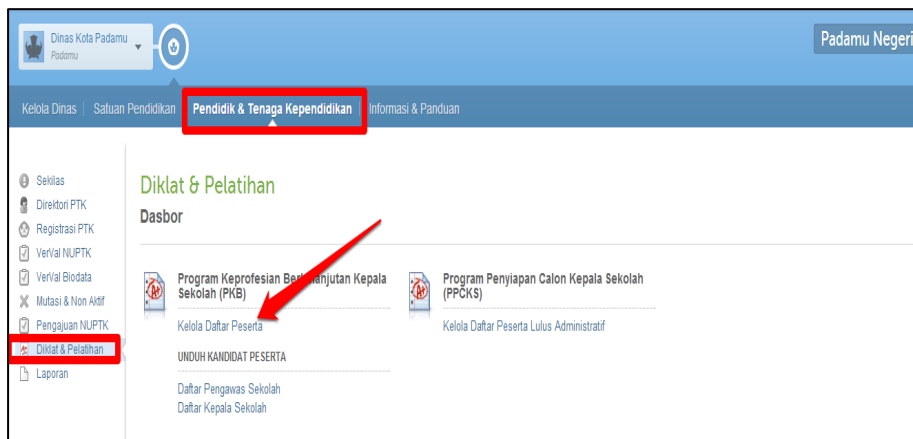 Dinas Kota Padamu
Padamu
Padamu Negeri
Kelola Dinas | Satuan Pendidikan | Pendidik & Tenaga Kependidikan | Informasi & Panduan
Sekilas
Direktori PTK
Registrasi PTK
VerVal NUPTK
VerVal Biodata
Mutasi & Non Aktif
Pengajuan NUPTK
Diklat & Pelatihan
Laporan
Diklat & Pelatihan
Dasbor
Program Keprofesian Berkelanjutan Kepala
Sekolah (PKB)
Kelola Daftar Peserta
UNDUH KANDIDAT PESERTA
Daftar Pengawas Sekolah
Daftar Kepala Sekolah
Program Penyiapan Calon Kepala Sekolah
(PPCKS)
Kelola Daftar Peserta Lulus Administratif